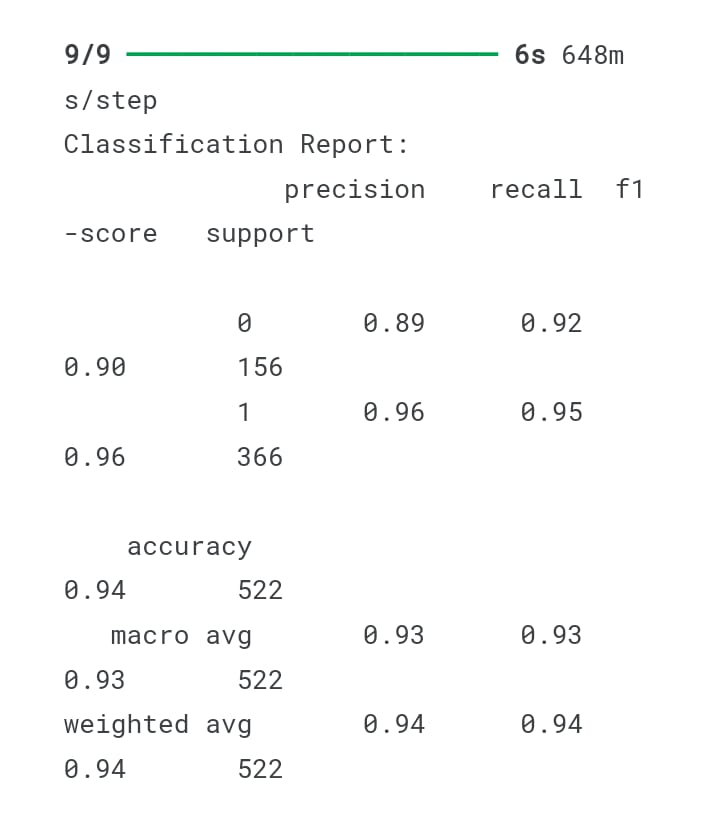 9/9 ━━━━━━━━━━━━━━━━━━━━ 6s 648m
s/step
Classification Report:
              precision    recall  f1
-score   support

           0       0.89      0.92
0.90       156
           1       0.96      0.95
0.96       366

    accuracy
0.94       522
   macro avg       0.93      0.93
0.93       522
weighted avg       0.94      0.94
0.94       522